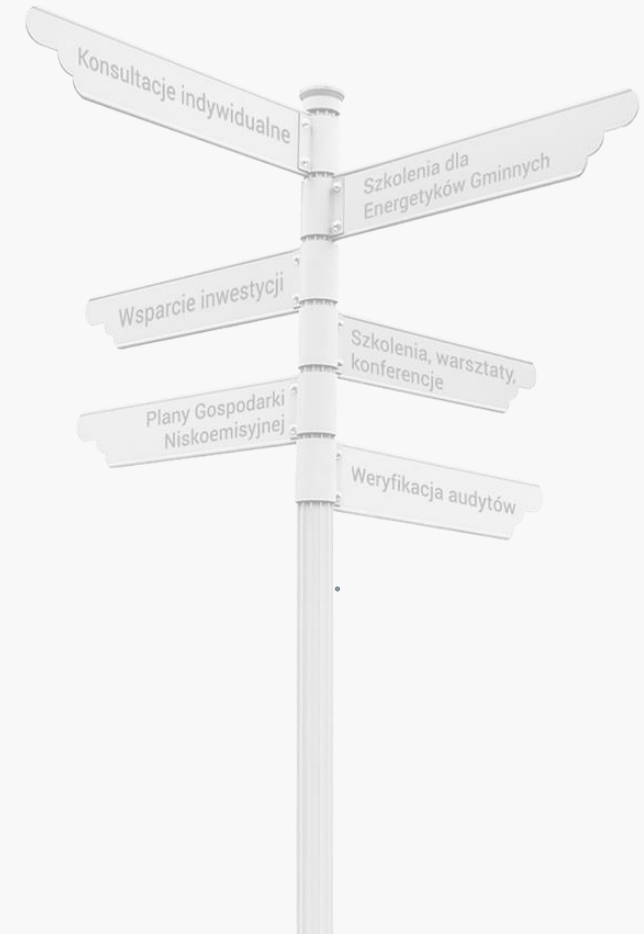 Konsultacje indywidualne
Szkolenia dla
Energetyków Gminnych
Wsparcie inwestycji
Szkolenia, warsztaty,
konferencje
Plany Gospodarki
Niskoemisyjnej
Weryfikacja audytów